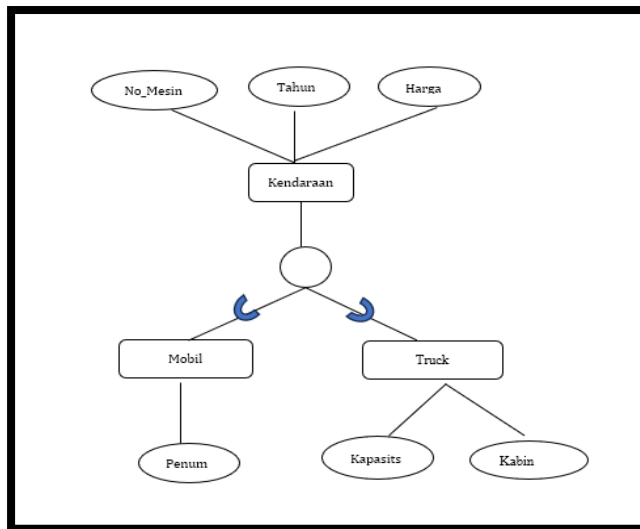 No_Mesin
Tahun
Harga
Kendaraan
Mobil
Truck
Penum
Kapasits
Kabin